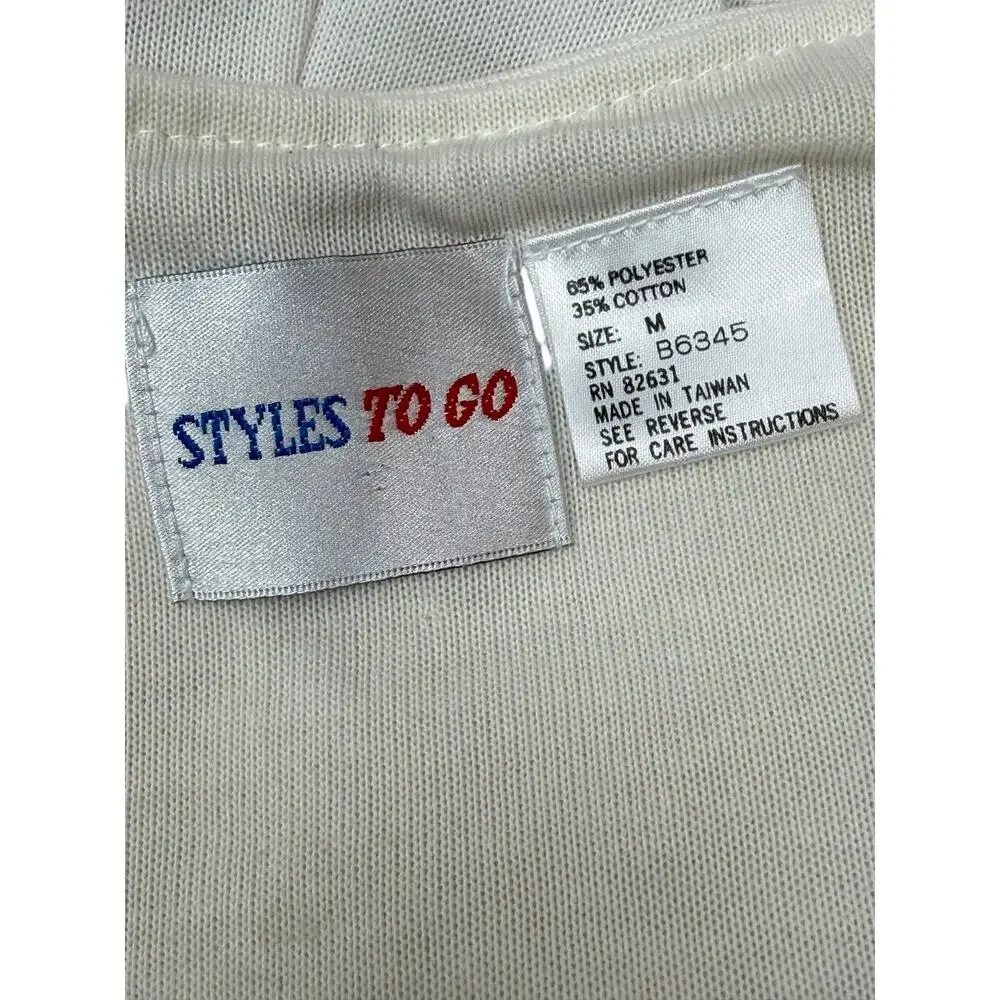 STYLES TO GO
65% POLYESTER
35% COTTON
SIZE: M
STYLE: B6345
RN 82631
MADE IN TAIWAN
SEE REVERSE
FOR CARE INSTRUCTIONS